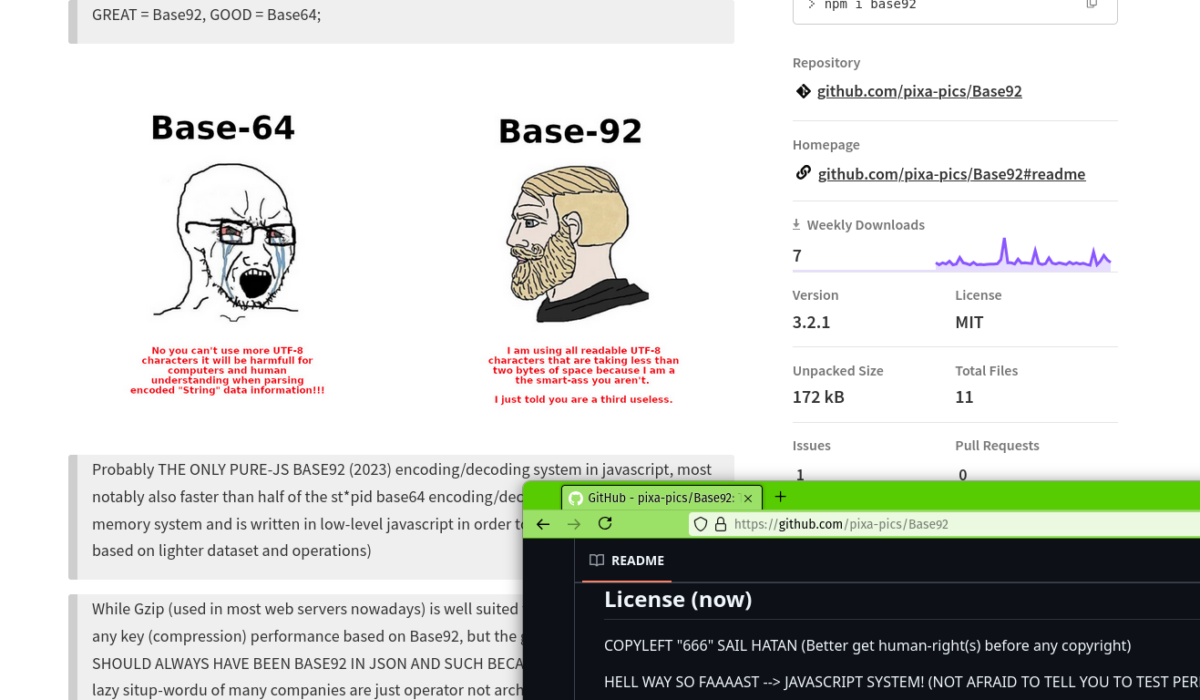 GREAT = Base92, GOOD = Base64;
Base-64
Base-92
No you can't use more UTF-8
characters it will be harmfull for
computers and human
understanding when parsing
encoded "String" data information!!!
I am using all readable UTF-8
characters that are taking less than
two bytes of space because I am a
the smart-ass you aren't.
I just told you are a third useless.
Probably THE ONLY PURE-JS BASE92 (2023) encoding/decoding system in javascript, most
notably also faster than half of the st*pid base64 encoding/dec
memory system and is written in low-level javascript in order t
based on lighter dataset and operations)
While Gzip (used in most web servers nowadays) is well suited
any key (compression) performance based on Base92, but the
SHOULD ALWAYS HAVE BEEN BASE92 IN JSON AND SUCH BECA
lazy situp-wordu of many companies are just operator not arch
> npm i base92
Repository
github.com/pixa-pics/Base92
Homepage
github.com/pixa-pics/Base92#readme
Weekly Downloads
7
Version
License
3.2.1
MIT
Unpacked Size
Total Files
172 kB
11
Issues
Pull Requests
1
0
GitHub - pixa-pics/Base92:
https://github.com/pixa-pics/Base92
README
License (now)
COPYLEFT "666" SAIL HATAN (Better get human-right(s) before any copyright)
HELL WAY SO FAAAAST --> JAVASCRIPT SYSTEM! (NOT AFRAID TO TELL YOU TO TEST PER